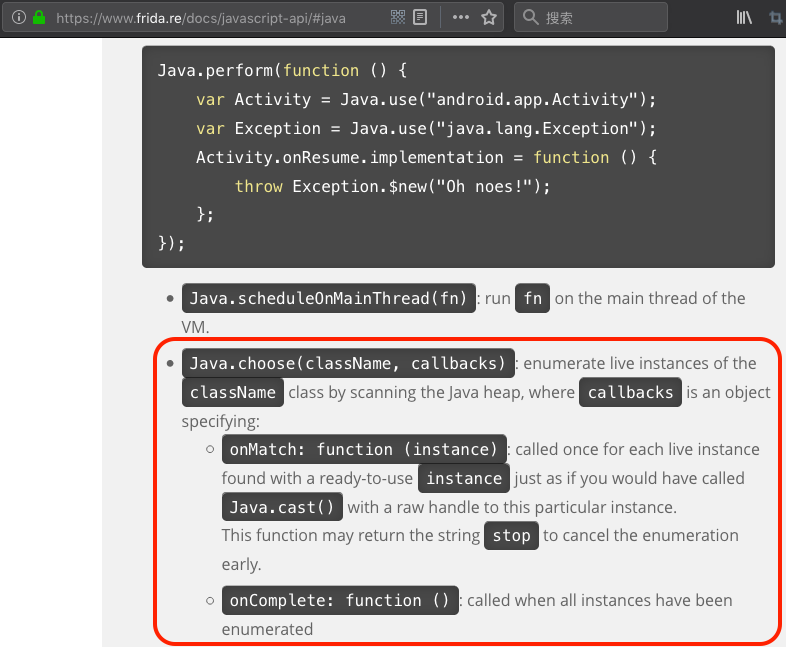 https://www.frida.re/docs/javascript-api/#java
搜索
Java.perform(function () {
    var Activity = Java.use("android.app.Activity");
    var Exception = Java.use("java.lang.Exception");
    Activity.onResume.implementation = function () {
        throw Exception.$new("Oh noes!");
    };
});
Java.scheduleOnMainThread(fn): run fn on the main thread of the
VM.
Java.choose(className, callbacks): enumerate live instances of the
className class by scanning the Java heap, where callbacks is an object
specifying:
onMatch: function (instance): called once for each live instance
found with a ready-to-use instance just as if you would have called
Java.cast() with a raw handle to this particular instance.
This function may return the string stop to cancel the enumeration
early.
onComplete: function (): called when all instances have been
enumerated